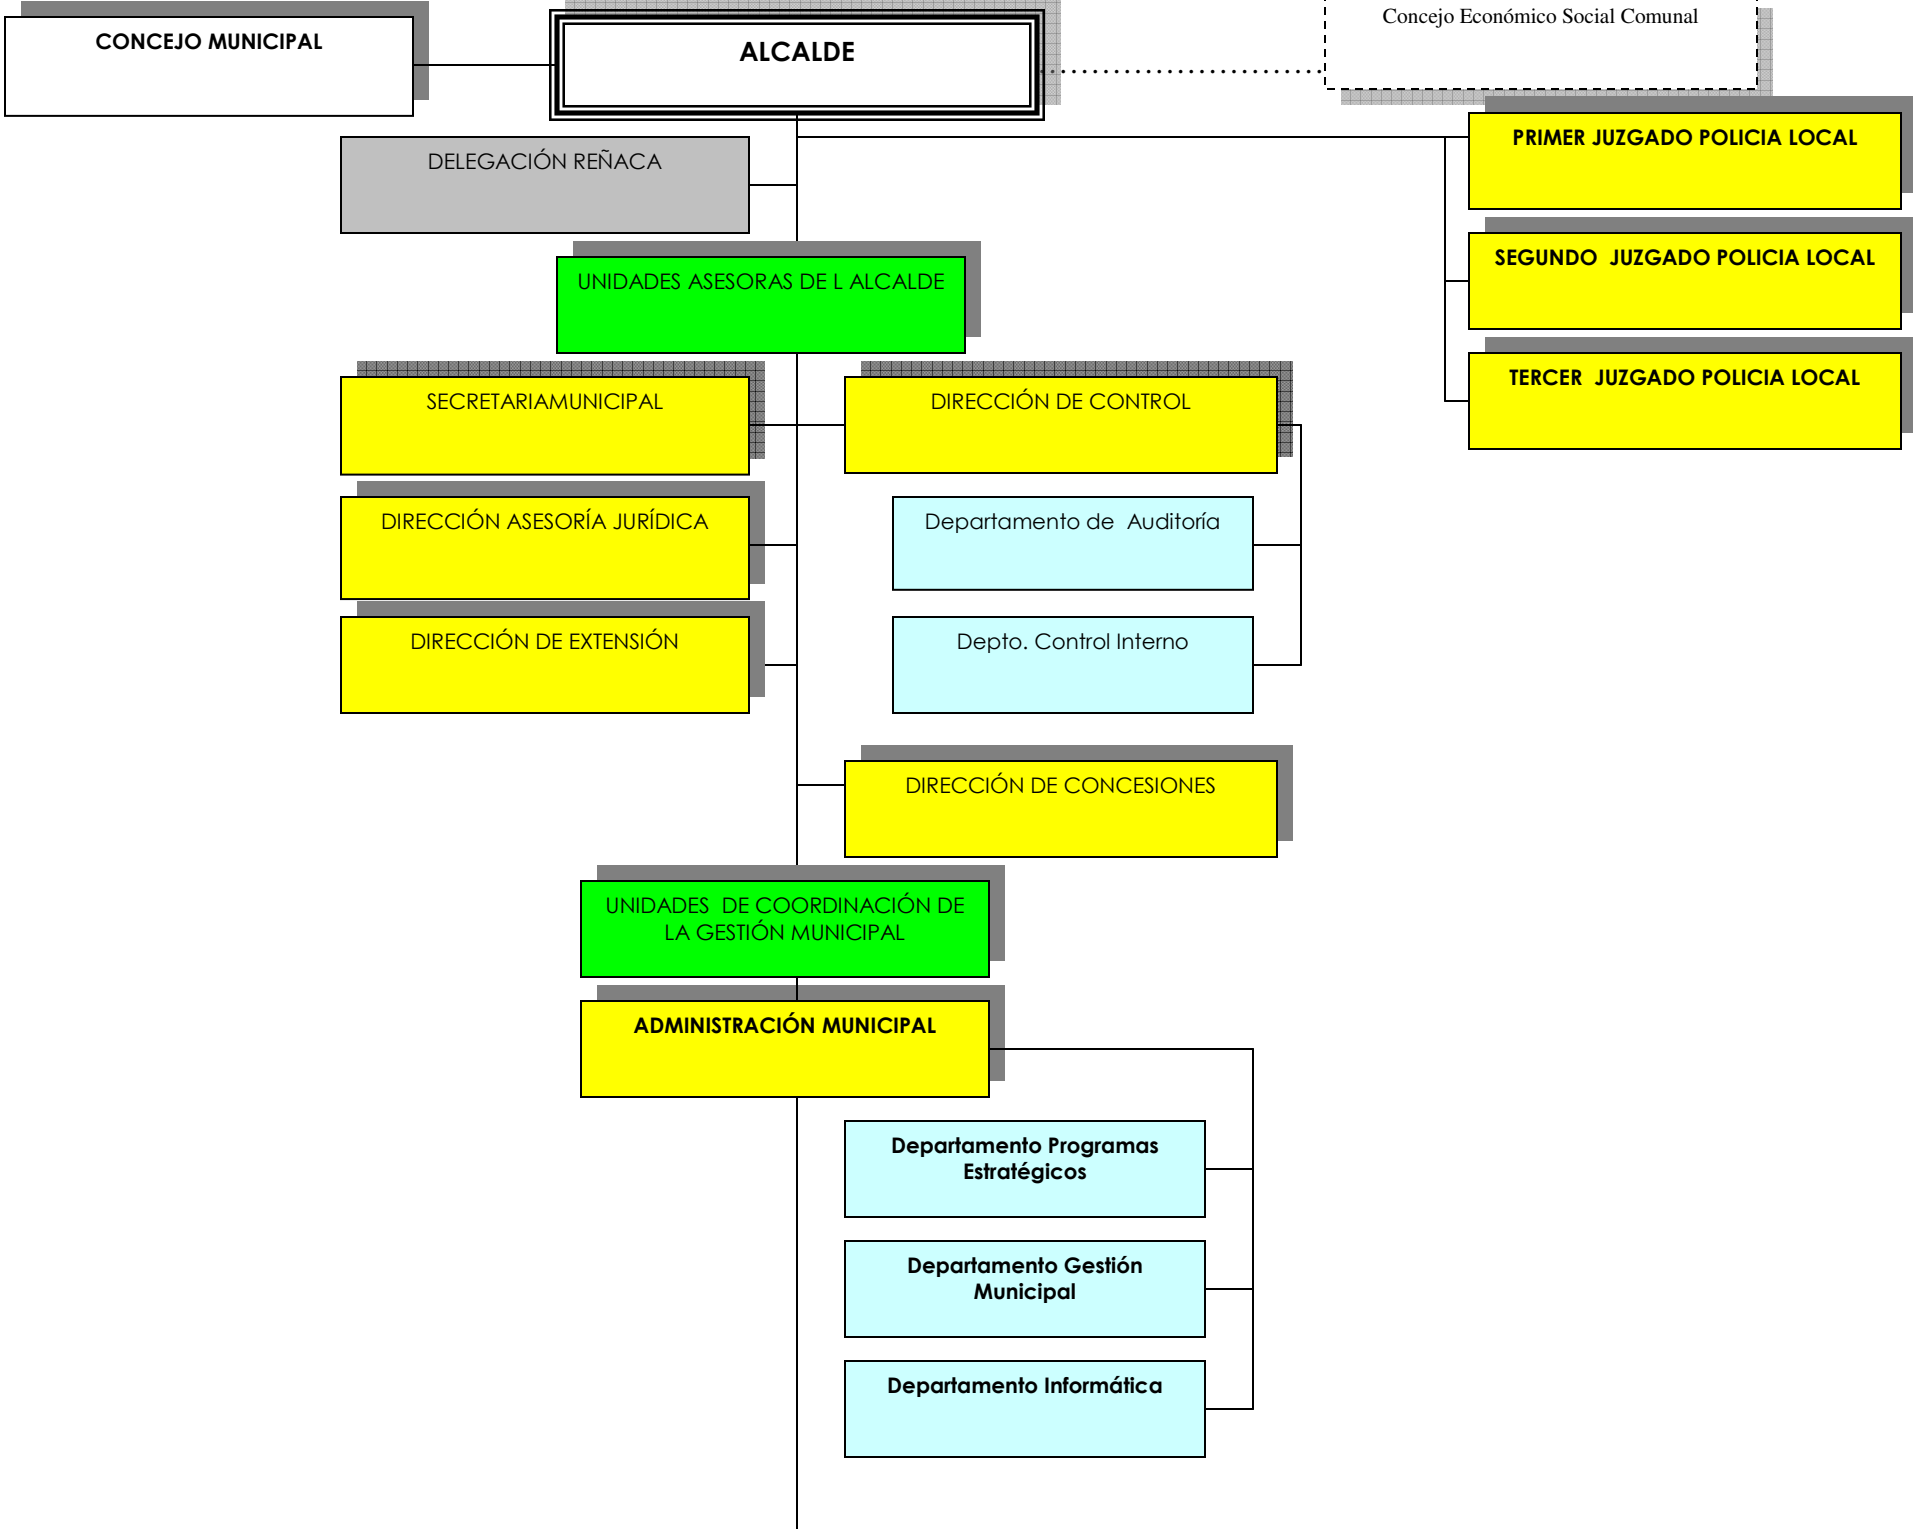 CONCEJO MUNICIPAL
ALCALDE
Concejo Económico Social Comunal
DELEGACIÓN REÑACA
PRIMER JUZGADO POLICIA LOCAL
SEGUNDO JUZGADO POLICIA LOCAL
TERCER JUZGADO POLICIA LOCAL
UNIDADES ASESORAS DE L ALCALDE
SECRETARIAMUNICIPAL
DIRECCIÓN DE CONTROL
DIRECCIÓN ASESORÍA JURÍDICA
Departamento de Auditoría
DIRECCIÓN DE EXTENSIÓN
Depto. Control Interno
DIRECCIÓN DE CONCESIONES
UNIDADES DE COORDINACIÓN DE
LA GESTIÓN MUNICIPAL
ADMINISTRACIÓN MUNICIPAL
Departamento Programas
Estratégicos
Departamento Gestión
Municipal
Departamento Informática